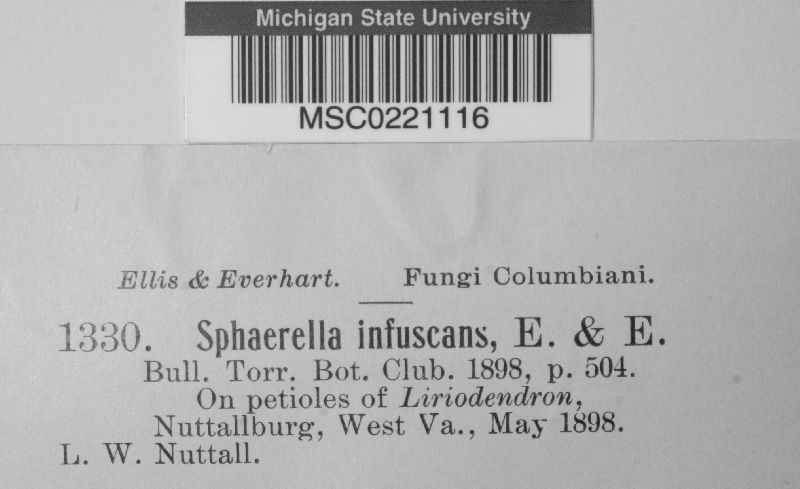 Michigan State University
MSC0221116
Ellis & Everhart. Fungi Columbiani.
1330. Sphaerella infuscans, E. & E.
Bull. Torr. Bot. Club. 1898, p. 504.
On petioles of Liriodendron,
Nuttallburg, West Va., May 1898.
L. W. Nuttall.